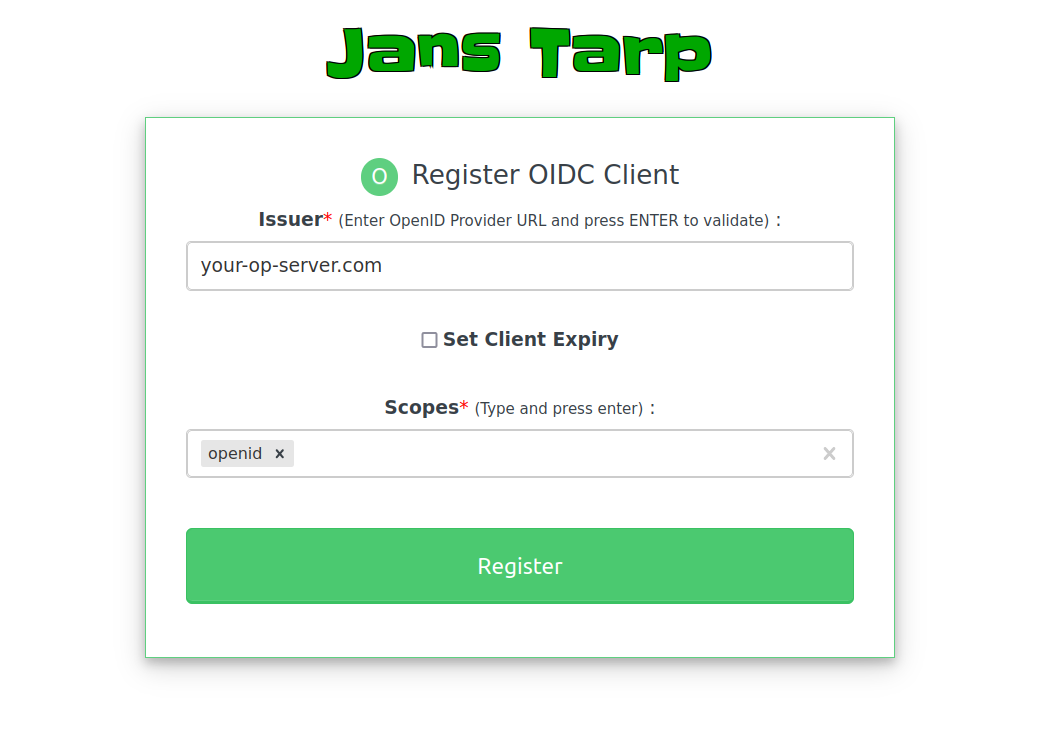 Jans Tarp
O Register OIDC Client
Issuer* (Enter OpenID Provider URL and press ENTER to validate) :
your-op-server.com
Set Client Expiry
Scopes* (Type and press enter) :
openid x
Register